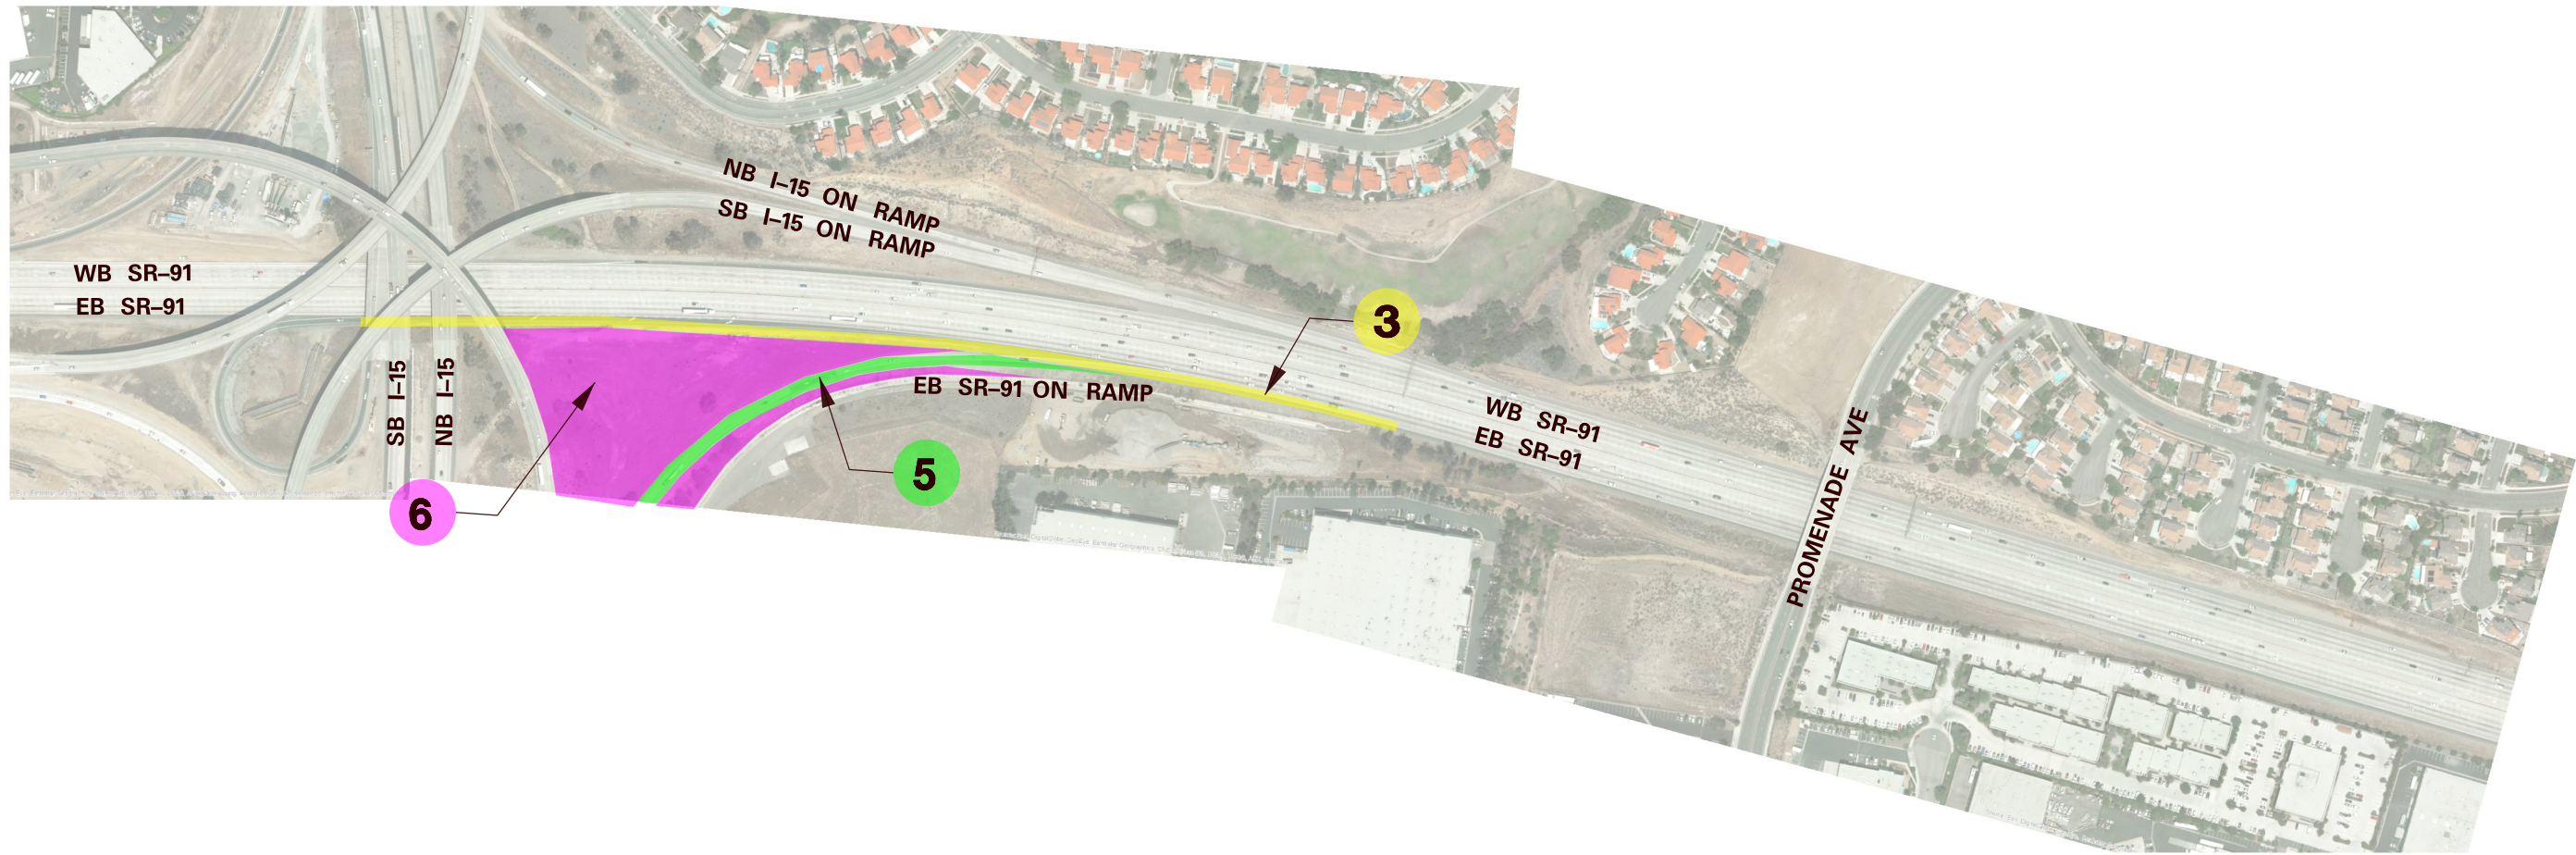 NB I–15 ON RAMP
SB I–15 ON RAMP
WB SR–91
EB SR–91
3
SB I–15
NB I–15
EB SR–91 ON RAMP
WB SR–91
EB SR–91
PROMENADE AVE
5
6